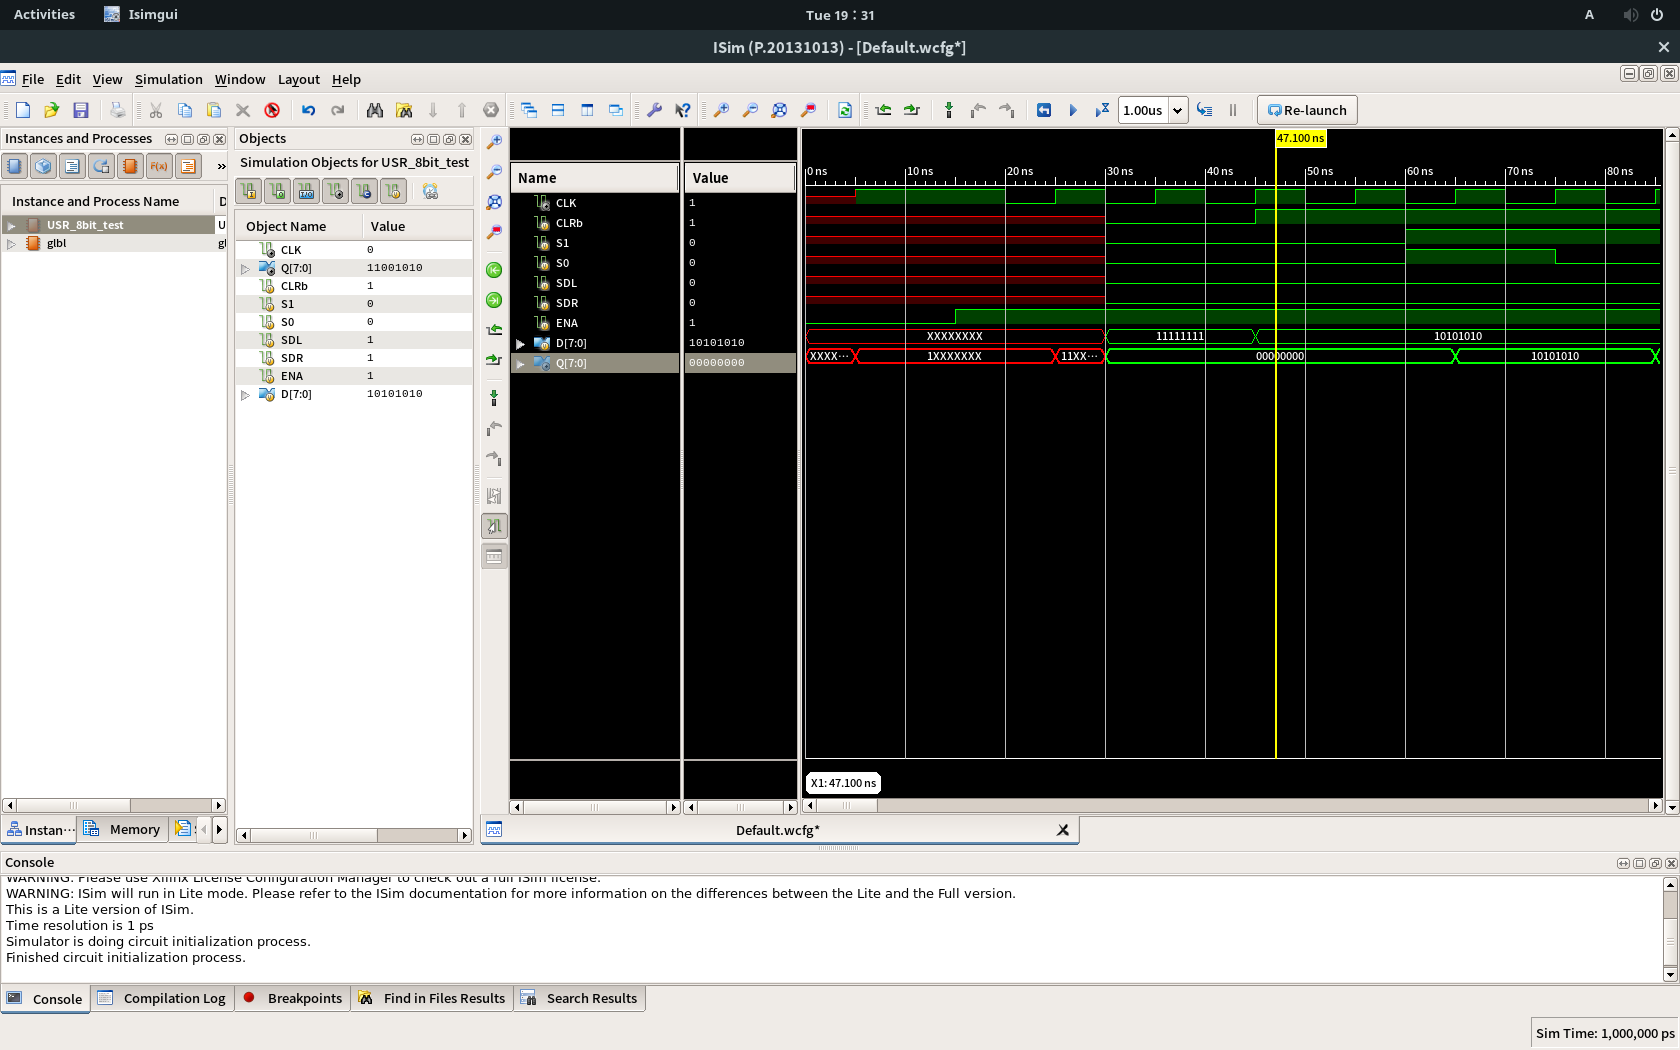 Activities Isimgui Tue 19:31 A
ISim (P.20131013) - [Default.wcfg*]
File Edit View Simulation Window Layout Help
1.00us Re-launch
Instances and Processes
Objects
Simulation Objects for USR_8bit_test
Instance and Process Name D
USR_8bit_test U
glbl gl
Object Name Value
CLK 0
Q[7:0] 11001010
CLRb 1
S1 0
S0 0
SDL 1
SDR 1
ENA 1
D[7:0] 10101010
Name Value
CLK 1
CLRb 1
S1 0
S0 0
SDL 0
SDR 0
ENA 1
D[7:0] 10101010
Q[7:0] 00000000
47.100 ns
0 ns 10 ns 20 ns 30 ns 40 ns 50 ns 60 ns 70 ns 80 ns
XXXXXXXX 11111111 10101010
XXXX··· 1XXXXXXX 11XX··· 00000000 10101010
X1: 47.100 ns
Instan··· Memory
Default.wcfg*
Console
WARNING: Please use Xilinx License Configuration Manager to check out a full ISim license.
WARNING: ISim will run in Lite mode. Please refer to the ISim documentation for more information on the differences between the Lite and the Full version.
This is a Lite version of ISim.
Time resolution is 1 ps
Simulator is doing circuit initialization process.
Finished circuit initialization process.
Console Compilation Log Breakpoints Find in Files Results Search Results
Sim Time: 1,000,000 ps